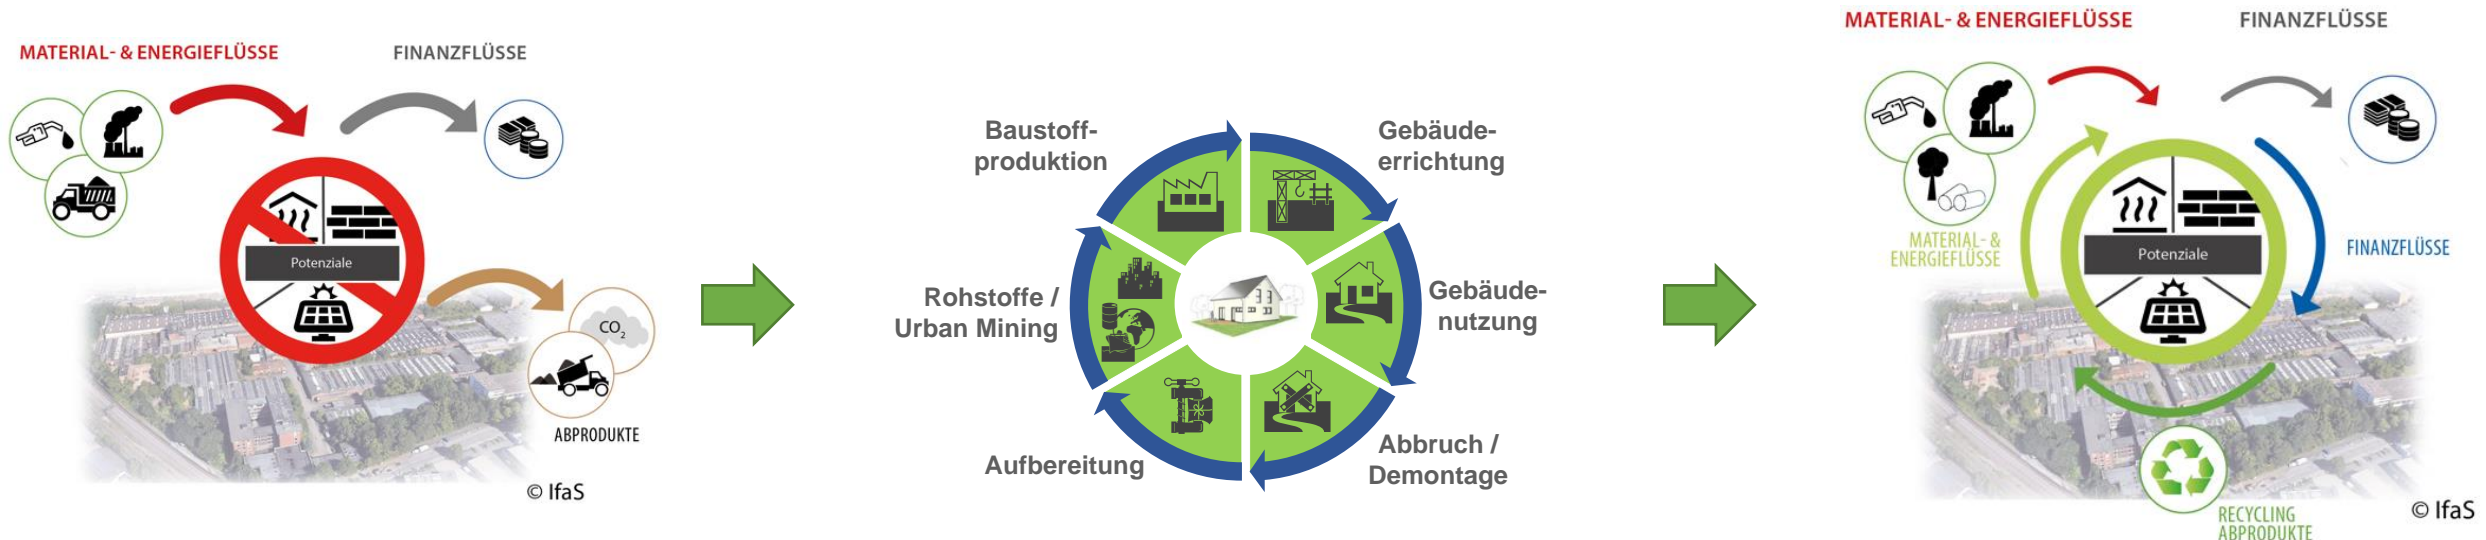 MATERIAL- & ENERGIEFLÜSSE
FINANZFLÜSSE
Potenziale
CO2
ABPRODUKTE
© IfaS
Baustoff-
produktion
Gebäude-
errichtung
Gebäude-
nutzung
Abbruch /
Demontage
Aufbereitung
Rohstoffe /
Urban Mining
MATERIAL- & ENERGIEFLÜSSE
FINANZFLÜSSE
MATERIAL- &
ENERGIEFLÜSSE
Potenziale
FINANZFLÜSSE
RECYCLING
ABPRODUKTE
© IfaS